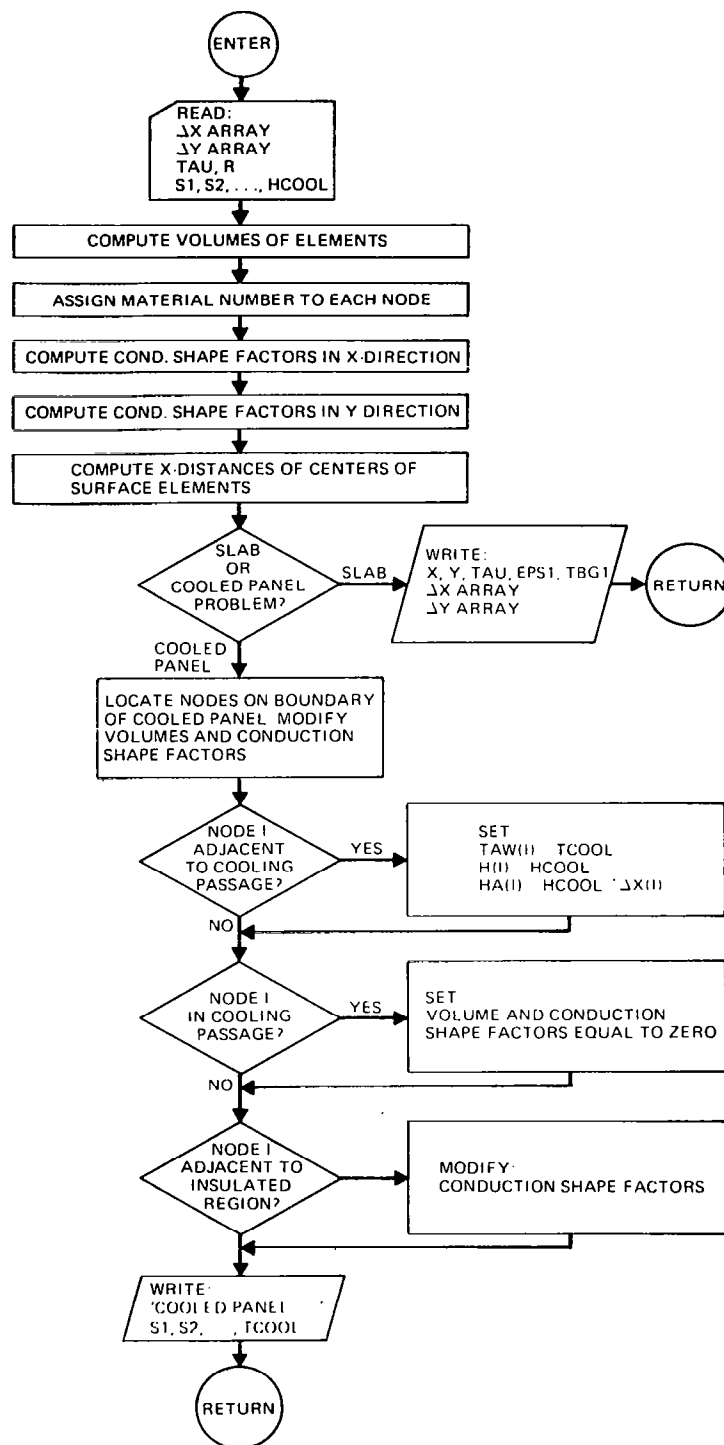 ENTER
READ:
ΔX ARRAY
ΔY ARRAY
TAU, R
S1, S2, ..., HCOOL
COMPUTE VOLUMES OF ELEMENTS
ASSIGN MATERIAL NUMBER TO EACH NODE
COMPUTE COND. SHAPE FACTORS IN X-DIRECTION
COMPUTE COND. SHAPE FACTORS IN Y DIRECTION
COMPUTE X-DISTANCES OF CENTERS OF
SURFACE ELEMENTS
SLAB
OR
COOLED PANEL
PROBLEM?
SLAB
WRITE:
X, Y, TAU, EPS1, TBG1
ΔX ARRAY
ΔY ARRAY
RETURN
COOLED
PANEL
LOCATE NODES ON BOUNDARY
OF COOLED PANEL MODIFY
VOLUMES AND CONDUCTION
SHAPE FACTORS
NODE I
ADJACENT
TO COOLING
PASSAGE?
YES
SET
TAW(I) TCOOL
H(I) HCOOL
HA(I) HCOOL * ΔX(I)
NO
NODE I
IN COOLING
PASSAGE?
YES
SET
VOLUME AND CONDUCTION
SHAPE FACTORS EQUAL TO ZERO
NO
NODE I
ADJACENT TO
INSULATED
REGION?
MODIFY:
CONDUCTION SHAPE FACTORS
WRITE:
'COOLED PANEL '
S1, S2, , TCOOL
RETURN